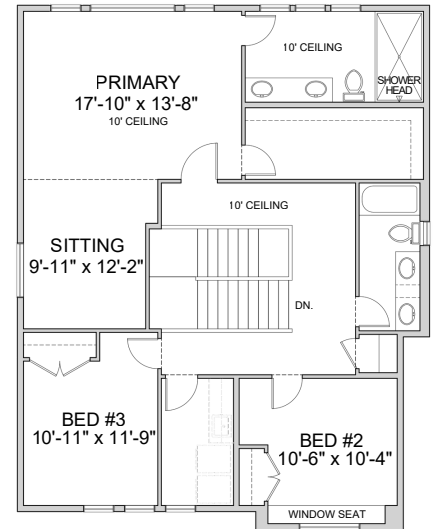 10' CEILING
PRIMARY
17'-10" x 13'-8"
10' CEILING
SHOWER
HEAD
10' CEILING
SITTING
9'-11" x 12'-2"
DN.
BED #3
10'-11" x 11'-9"
BED #2
10'-6" x 10'-4"
WINDOW SEAT